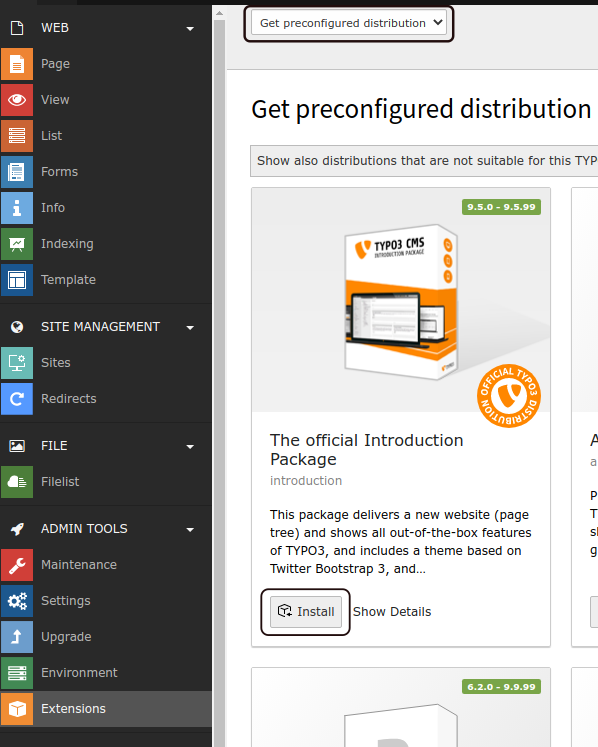 WEB
Page
View
List
Forms
Info
Indexing
Template
SITE MANAGEMENT
Sites
Redirects
FILE
Filelist
ADMIN TOOLS
Maintenance
Settings
Upgrade
Environment
Extensions
Get preconfigured distribution
Get preconfigured distribution
Show also distributions that are not suitable for this TYP
9.5.0 – 9.5.99
TYPO3 CMS
INTRODUCTION PACKAGE
OFFICIAL TYPO3 DISTRIBUTION
The official Introduction
Package
introduction
This package delivers a new website (page
tree) and shows all out-of-the-box features
of TYPO3, and includes a theme based on
Twitter Bootstrap 3, and…
Install Show Details
6.2.0 – 9.9.99